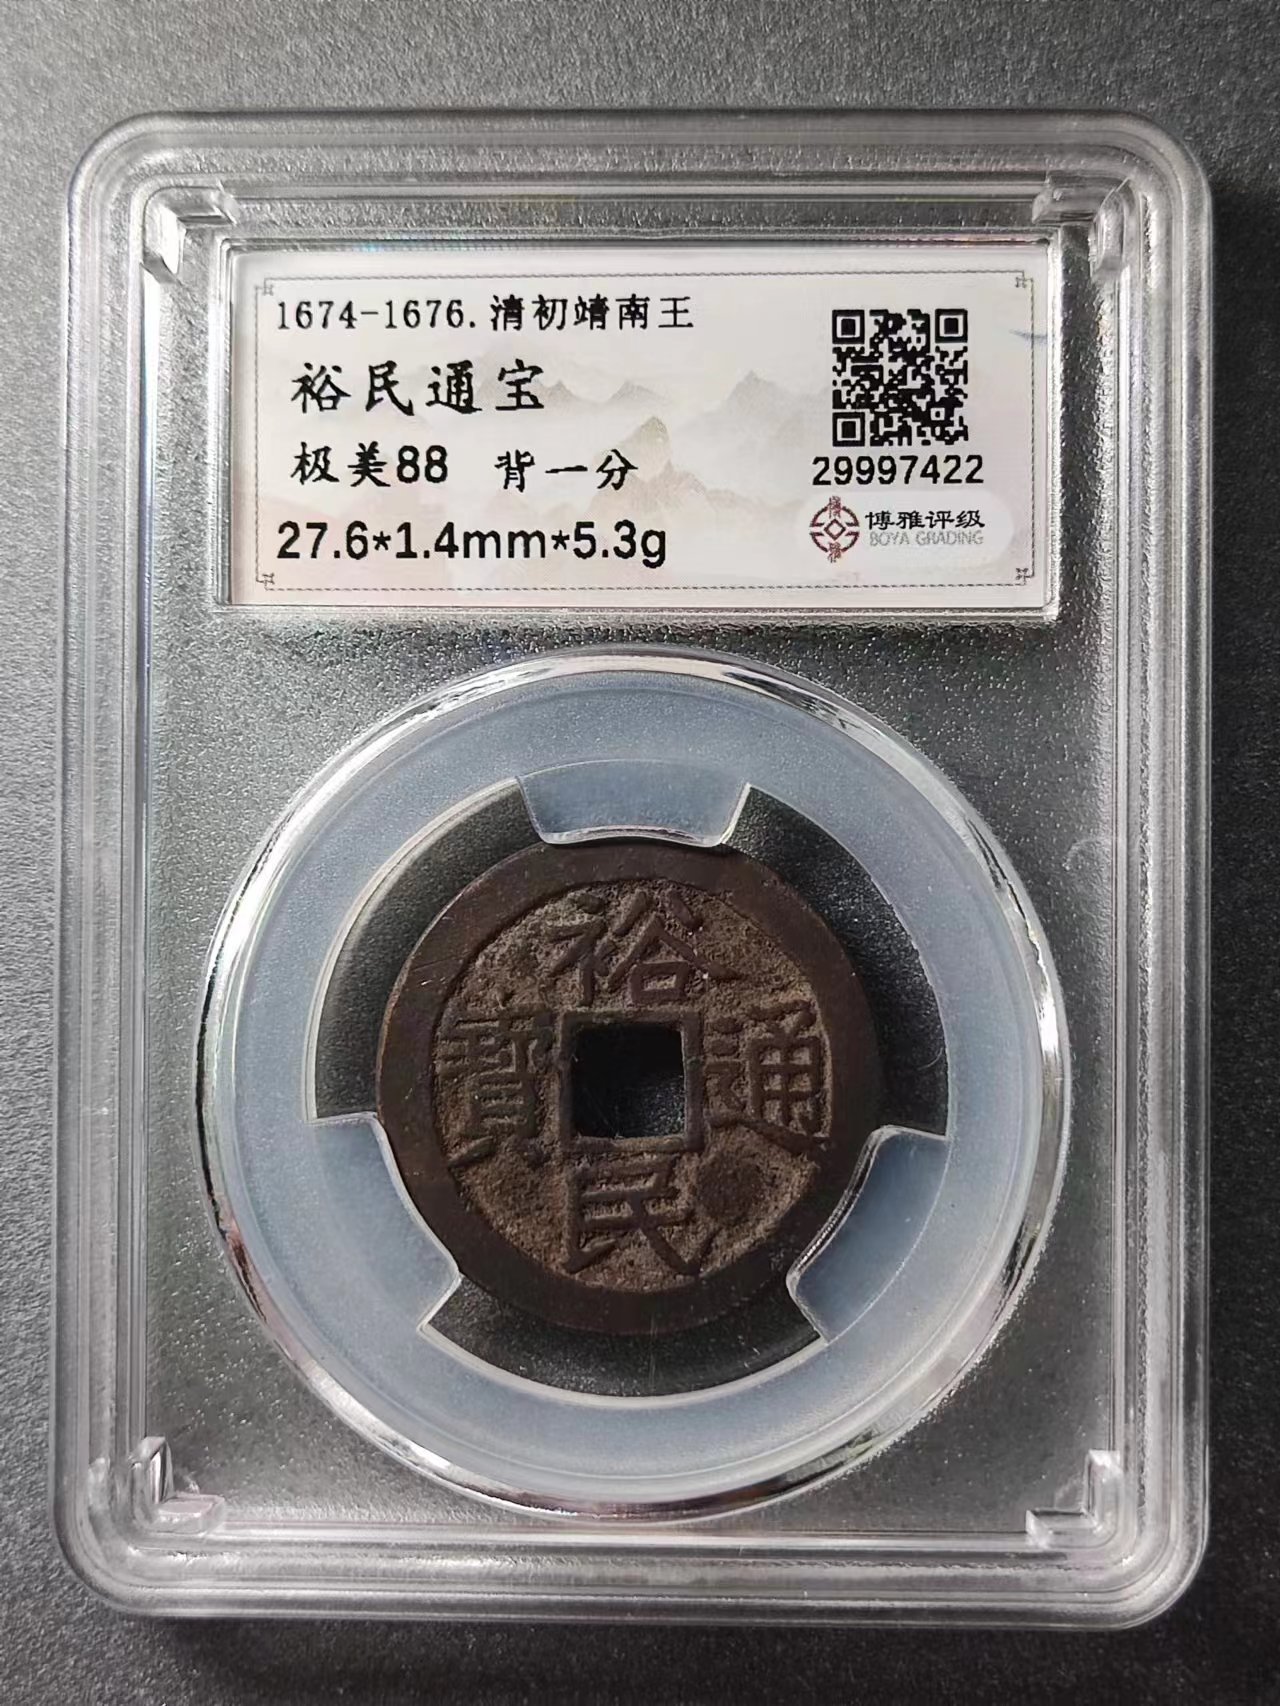 1674-1676.清初靖南王
裕民通宝
极美88 背一分
27.6*1.4mm*5.3g
29997422
博雅评级
BOYA GRADING
裕
寶 通
民